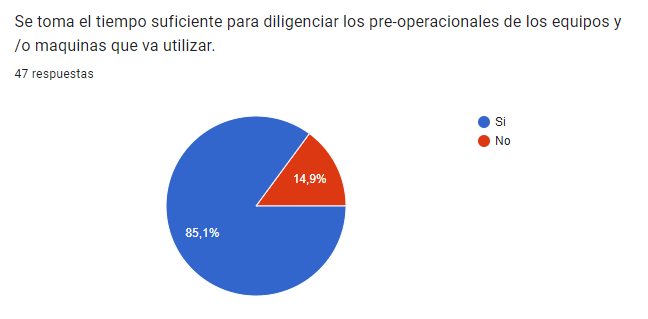 Se toma el tiempo suficiente para diligenciar los pre-operacionales de los equipos y
/o maquinas que va utilizar.
47 respuestas
Si
No
14,9%
85,1%